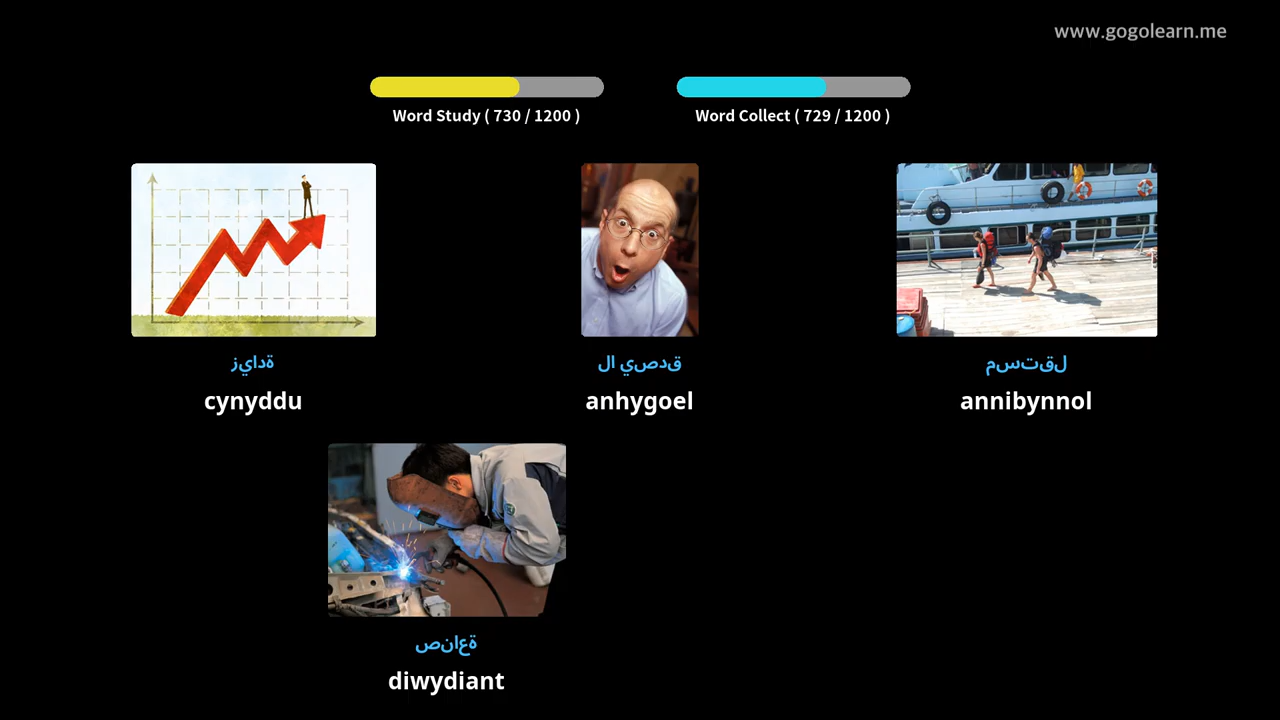 www.gogolearn.me
Word Study ( 730 / 1200 )
Word Collect ( 729 / 1200 )
ةدايز
cynyddu
قدصي ال
anhygoel
لقتسم
annibynnol
ةعانص
diwydiant